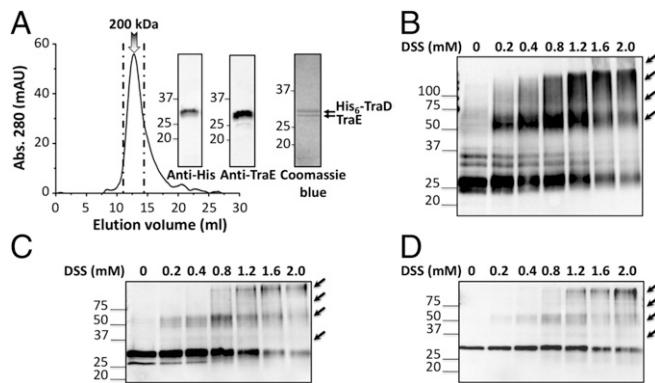 A
200 kDa
60
40
20
0
Abs. 280 (mAU)
0 5 10 15 20 25 30
Elution volume (ml)
37
25
20
Anti-His
37
25
20
Anti-TraE
37
25
20
Coomassie
blue
His6-TraD
TraE
B
DSS (mM) 0 0.2 0.4 0.8 1.2 1.6 2.0
100
75
50
37
25
20
C
DSS (mM) 0 0.2 0.4 0.8 1.2 1.6 2.0
75
50
37
25
20
D
DSS (mM) 0 0.2 0.4 0.8 1.2 1.6 2.0
75
50
37
25
20